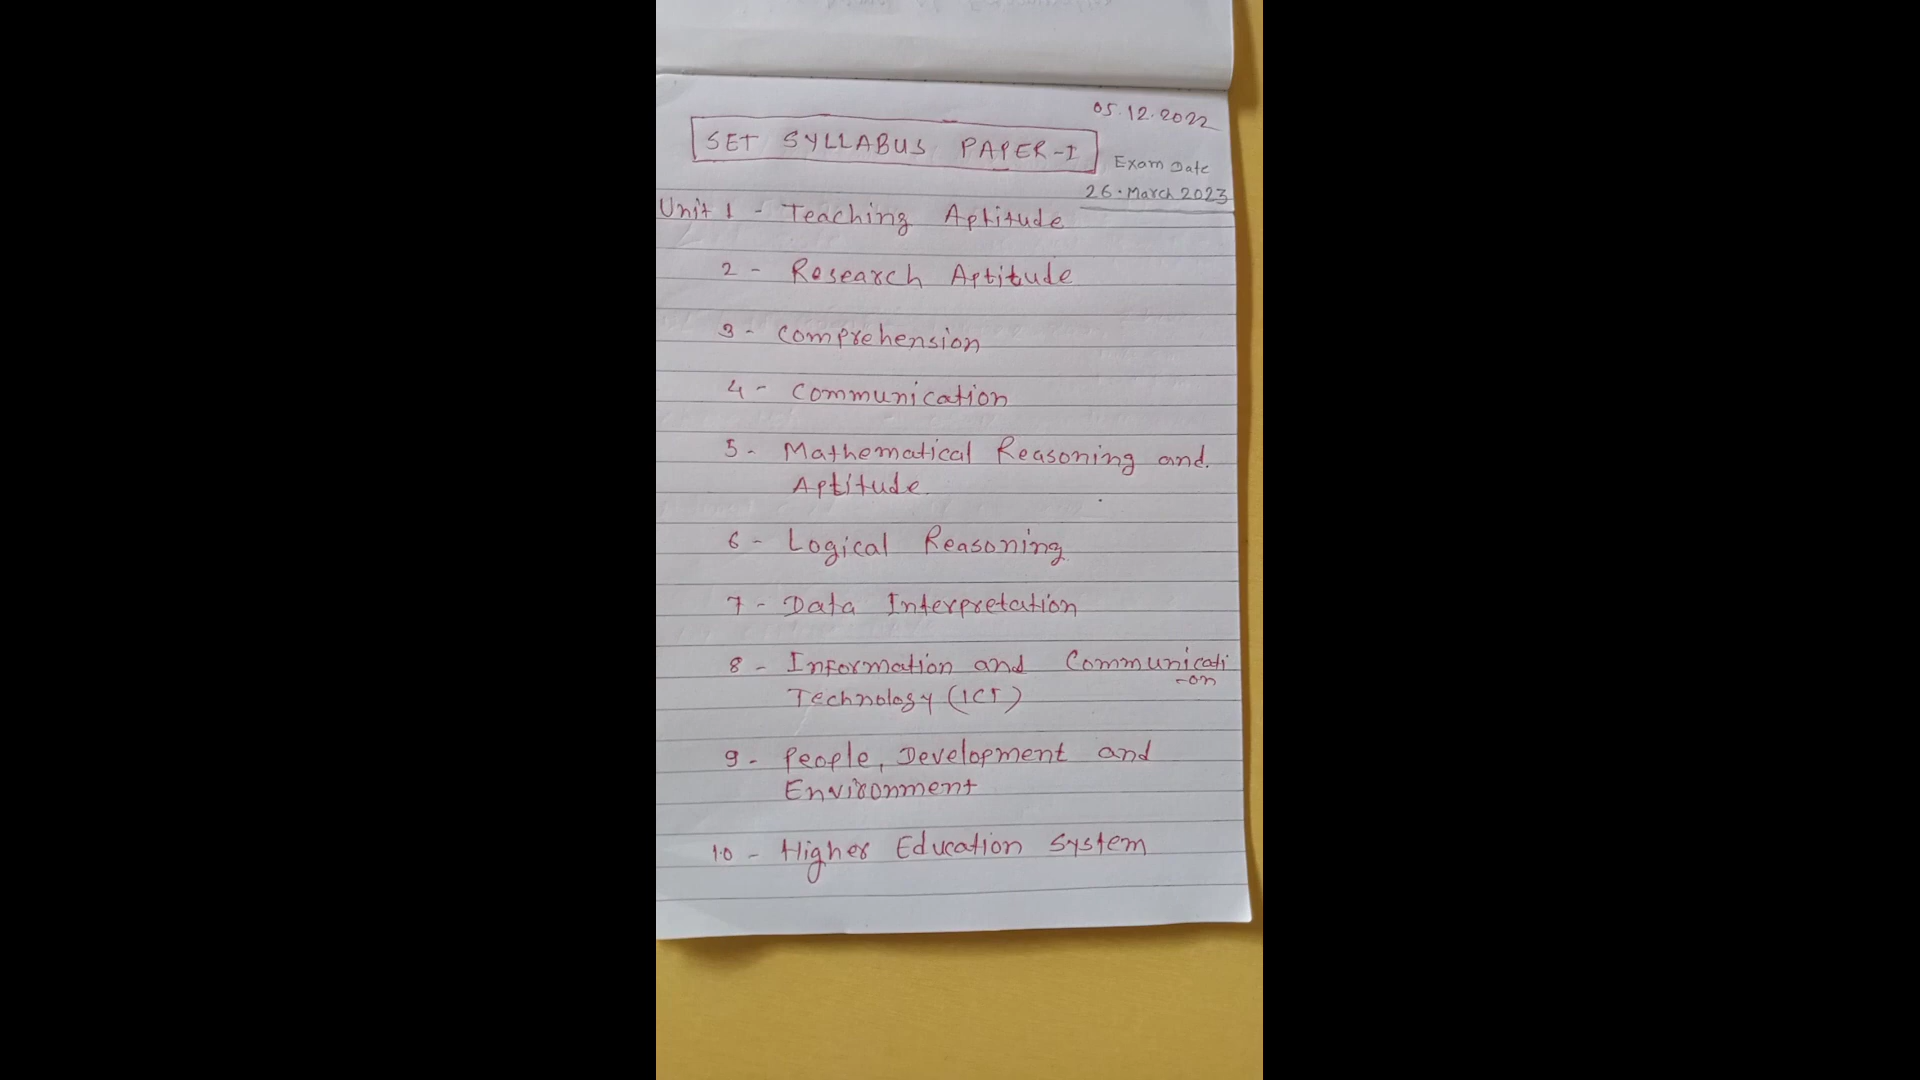 05.12.2022
SET SYLLABUS PAPER-I
Exam Date
26.March 2023
Unit 1 - Teaching Aptitude
2 - Research Aptitude
3 - Comprehension
4 - Communication
5 - Mathematical Reasoning and
Aptitude
6 - Logical Reasoning
7 - Data Interpretation
8 - Information and Communicati
-on
Technology (ICT)
9 - People, Development and
Environment
10 - Higher Education System